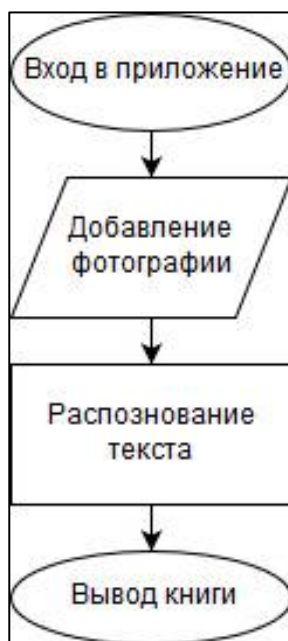 Вход в приложение
Добавление
фотографии
Распознование
текста
Вывод книги